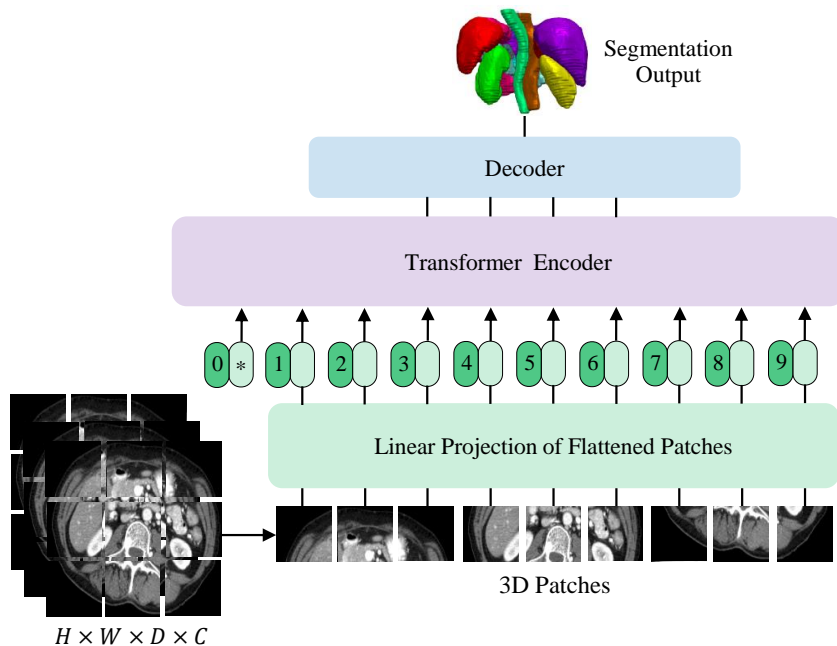 Segmentation
Output
Decoder
Transformer Encoder
0 * 1 2 3 4 5 6 7 8 9
Linear Projection of Flattened Patches
3D Patches
H × W × D × C